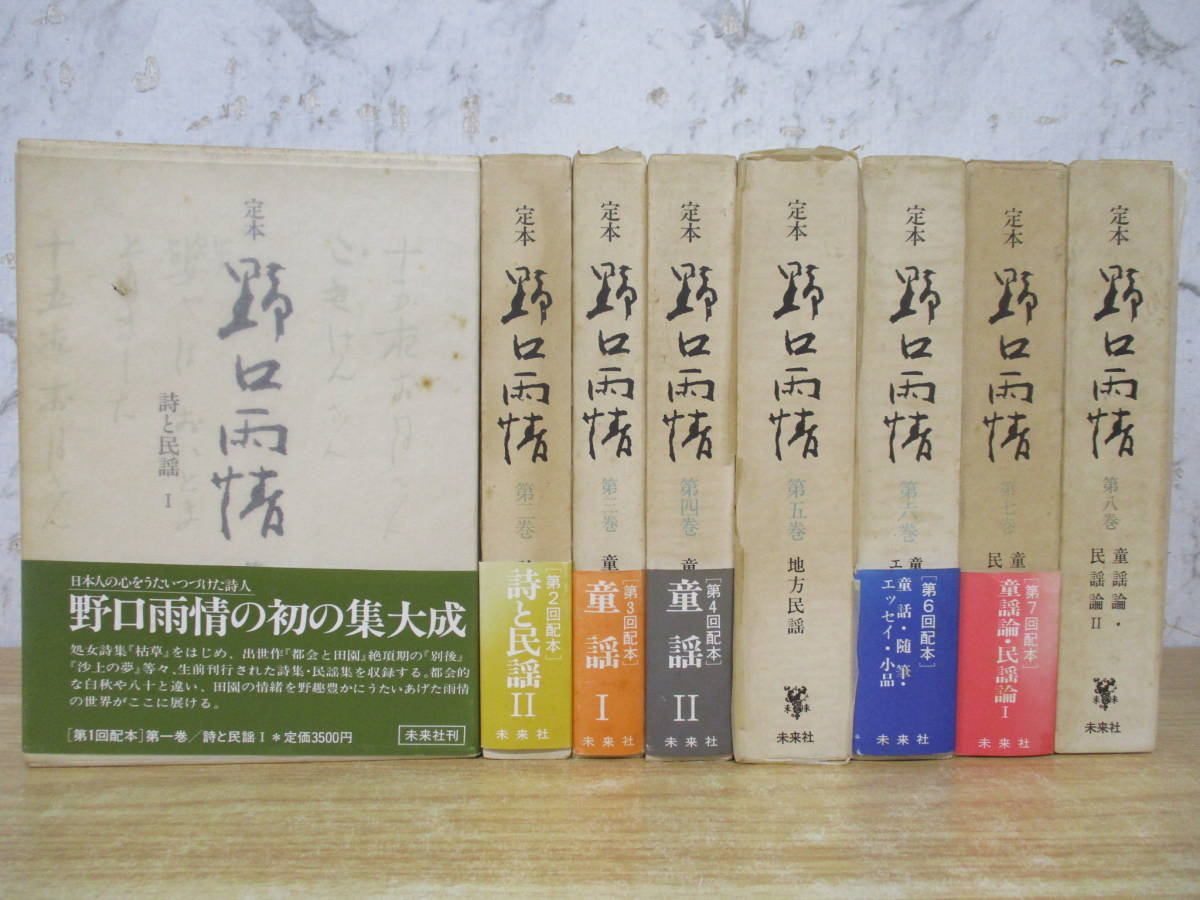 定本
野口雨情
詩と民謡 I
日本人の心をうたいつづけた詩人
野口雨情の初の集大成
処女詩集『枯草』をはじめ、出世作『都会と田園』絶頂期の『別後』
『沙上の夢』等々、生前刊行された詩集・民謡集を収録する。都会的
な白秋や八十と違い、田園の情緒を野趣豊かにうたいあげた雨情
の世界がここに展ける。
[第1回配本]第一巻/詩と民謡 I *定価3500円
未来社刊
定本
野口雨情
第二巻
[第2回配本]
詩と民謡II
未来社
定本
野口雨情
第三巻
童
[第3回配本]
童謡 I
未来社
定本
野口雨情
第四巻
童
[第4回配本]
童謡 II
未来社
定本
野口雨情
第五巻
地方民謡
未来社
定本
野口雨情
第六巻
童
エ
[第6回配本]
童話・随筆・
エッセイ・小品
未来社
定本
野口雨情
第七巻
童
民
[第7回配本]
童謡論・民謡論 I
未来社
定本
野口雨情
第八巻
童謡論・
民謡論 II
未来社